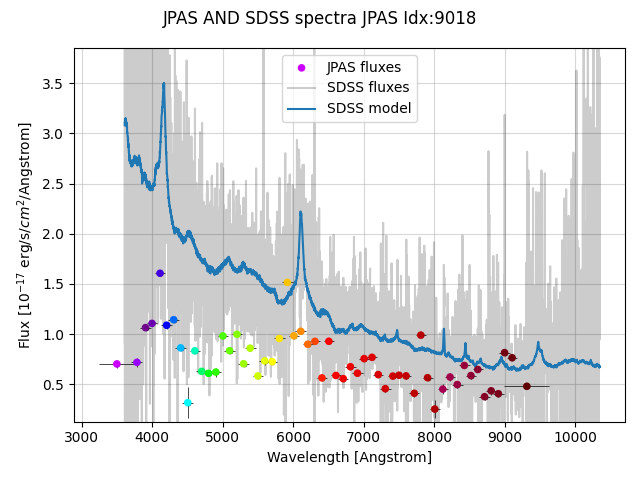 JPAS AND SDSS spectra JPAS Idx:9018
JPAS fluxes
SDSS fluxes
SDSS model
Flux [10⁻¹⁷ erg/s/cm²/Angstrom]
3.5
3.0
2.5
2.0
1.5
1.0
0.5
3000 4000 5000 6000 7000 8000 9000 10000
Wavelength [Angstrom]